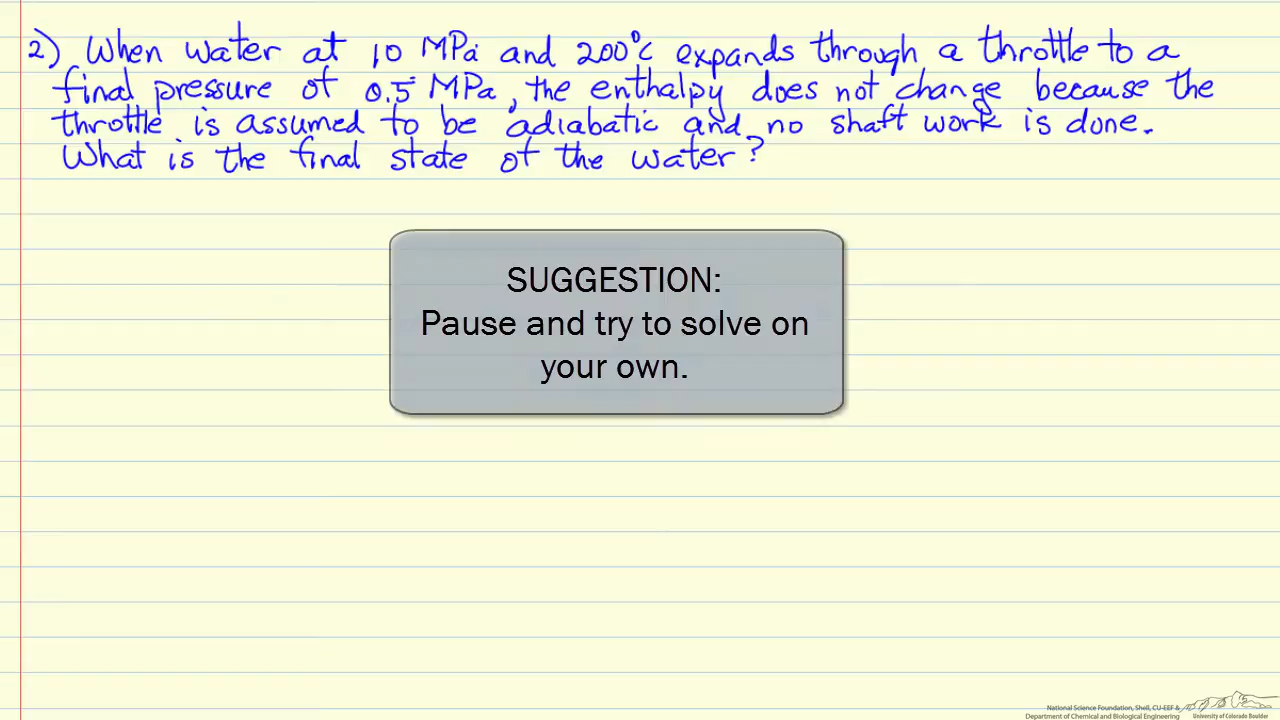 2) When water at 10 MPa and 200°C expands through a throttle to a
final pressure of 0.5 MPa, the enthalpy does not change because the
throttle is assumed to be adiabatic and no shaft work is done.
What is the final state of the water?
SUGGESTION:
Pause and try to solve on
your own.
National Science Foundation, Shell, CU-EEF &
Department of Chemical and Biological Engineering
University of Colorado Boulder